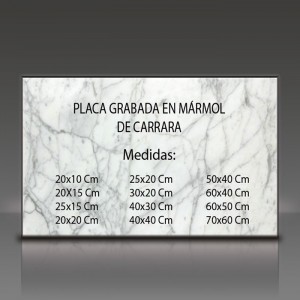 PLACA GRABADA EN MÁRMOL
DE CARRARA
Medidas:
20x10 Cm 25x20 Cm 50x40 Cm
20X15 Cm 30x20 Cm 60x40 Cm
25x15 Cm 40x30 Cm 60x50 Cm
20x20 Cm 40x40 Cm 70x60 Cm